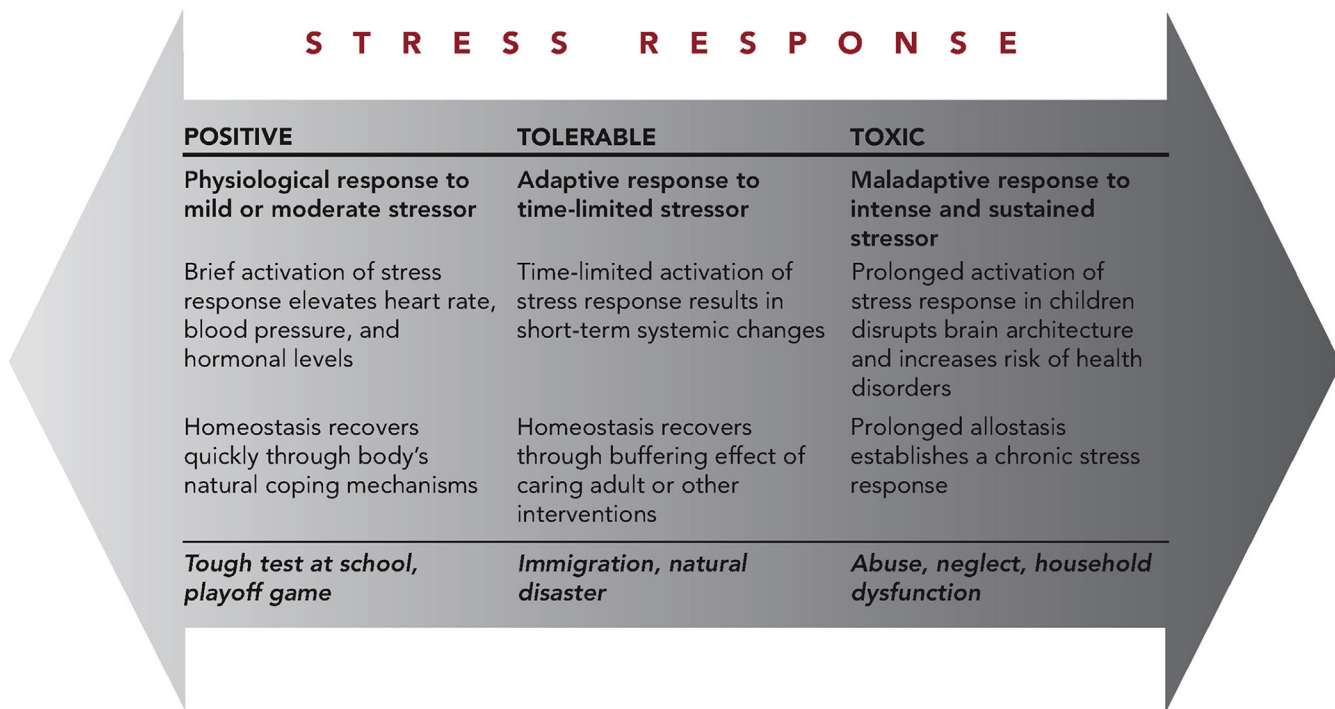 STRESS RESPONSE
POSITIVE
Physiological response to
mild or moderate stressor
Brief activation of stress
response elevates heart rate,
blood pressure, and
hormonal levels
Homeostasis recovers
quickly through body’s
natural coping mechanisms
Tough test at school,
playoff game
TOLERABLE
Adaptive response to
time-limited stressor
Time-limited activation of
stress response results in
short-term systemic changes
Homeostasis recovers
through buffering effect of
caring adult or other
interventions
Immigration, natural
disaster
TOXIC
Maladaptive response to
intense and sustained
stressor
Prolonged activation of
stress response in children
disrupts brain architecture
and increases risk of health
disorders
Prolonged allostasis
establishes a chronic stress
response
Abuse, neglect, household
dysfunction